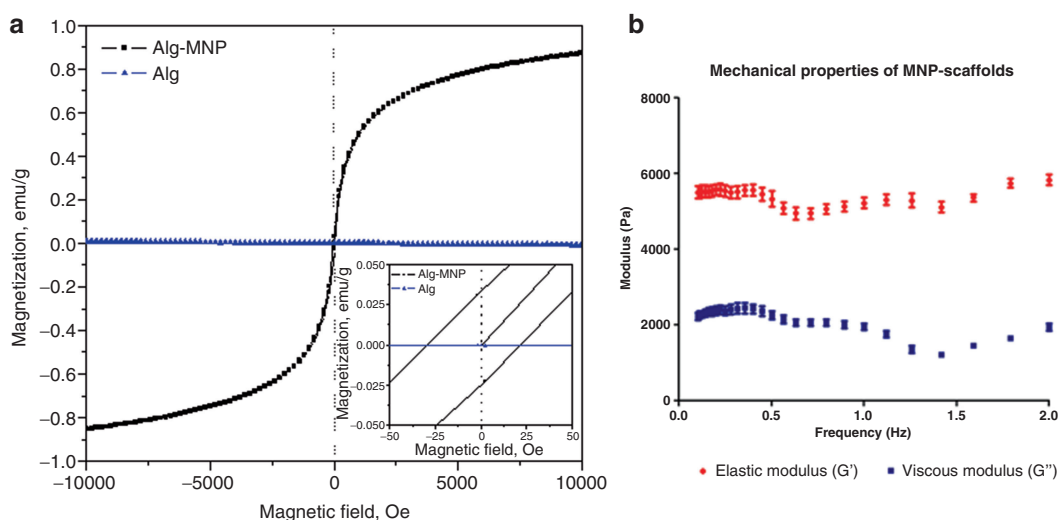 a
Magnetization, emu/g
1.0
0.8
0.6
0.4
0.2
0.0
−0.2
−0.4
−0.6
−0.8
−1.0
Alg-MNP
Alg
−10000
−5000
0
5000
10000
Magnetic field, Oe
Magnetization, emu/g
0.050
0.025
0.000
−0.025
−0.050
Alg-MNP
Alg
−50
−25
0
25
50
Magnetic field, Oe
b
Mechanical properties of MNP-scaffolds
Modulus (Pa)
8000
6000
4000
2000
0
0.0
0.5
1.0
1.5
2.0
Frequency (Hz)
Elastic modulus (G')
Viscous modulus (G'')